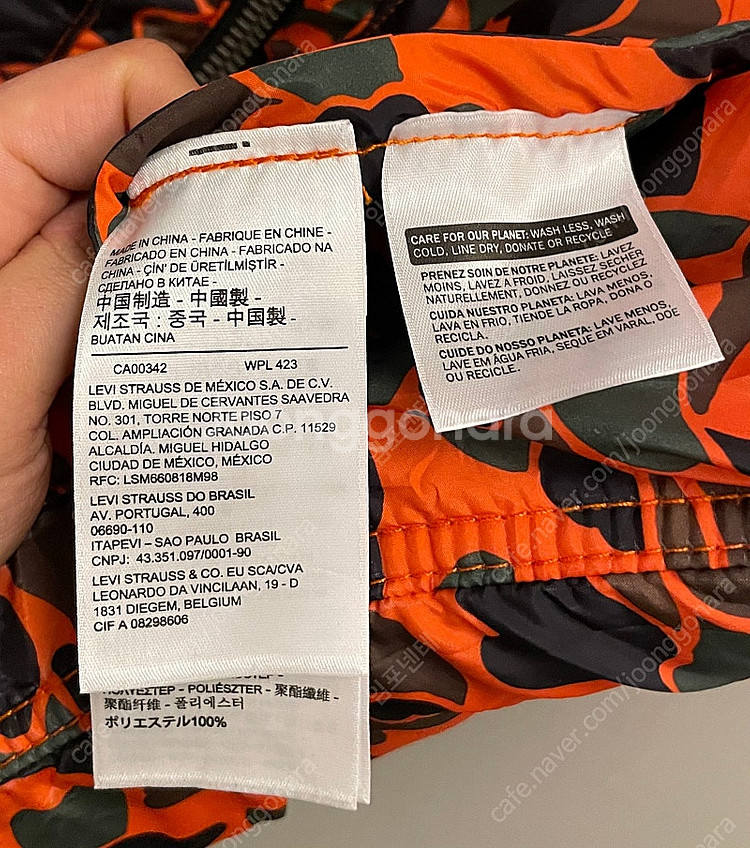 MADE IN CHINA - FABRIQUE EN CHINE -
FABRICADO EN CHINA - FABRICADO NA
CHINA - ÇİN' DE ÜRETİLMİŞTİR -
СДЕЛАНО В КИТАЕ -
中国制造 - 中國製 -
제조국 : 중국 - 中国製 -
BUATAN CINA
CA00342 WPL 423
LEVI STRAUSS DE MÉXICO S.A. DE C.V.
BLVD. MIGUEL DE CERVANTES SAAVEDRA
NO. 301, TORRE NORTE PISO 7
COL. AMPLIACIÓN GRANADA C.P. 11529
ALCALDÍA. MIGUEL HIDALGO
CIUDAD DE MÉXICO, MÉXICO
RFC: LSM660818M98
LEVI STRAUSS DO BRASIL
AV. PORTUGAL, 400
06690-110
ITAPEVI – SAO PAULO BRASIL
CNPJ: 43.351.097/0001-90
LEVI STRAUSS & CO. EU SCA/CVA
LEONARDO DA VINCILAAN, 19 - D
1831 DIEGEM, BELGIUM
CIF A 08298606
ПОЛИЭСТЕР - POLIÉSZTER - 聚酯纖維 -
聚酯纤维 - 폴리에스터
ポリエステル100%
CARE FOR OUR PLANET: WASH LESS, WASH
COLD, LINE DRY, DONATE OR RECYCLE
PRENEZ SOIN DE NOTRE PLANETE: LAVEZ
MOINS, LAVEZ À FROID, LAISSEZ SÉCHER
NATURELLEMENT, DONNEZ OU RECYCLEZ
CUIDA NUESTRO PLANETA: LAVA MENOS,
LAVA EN FRIO, TIENDE LA ROPA, DONA O
RECICLA.
CUIDE DO NOSSO PLANETA: LAVE MENOS,
LAVE EM ÁGUA FRIA, SEQUE EM VARAL, DOE
OU RECICLE.
joonggonara
cafe.naver.com/joonggonara